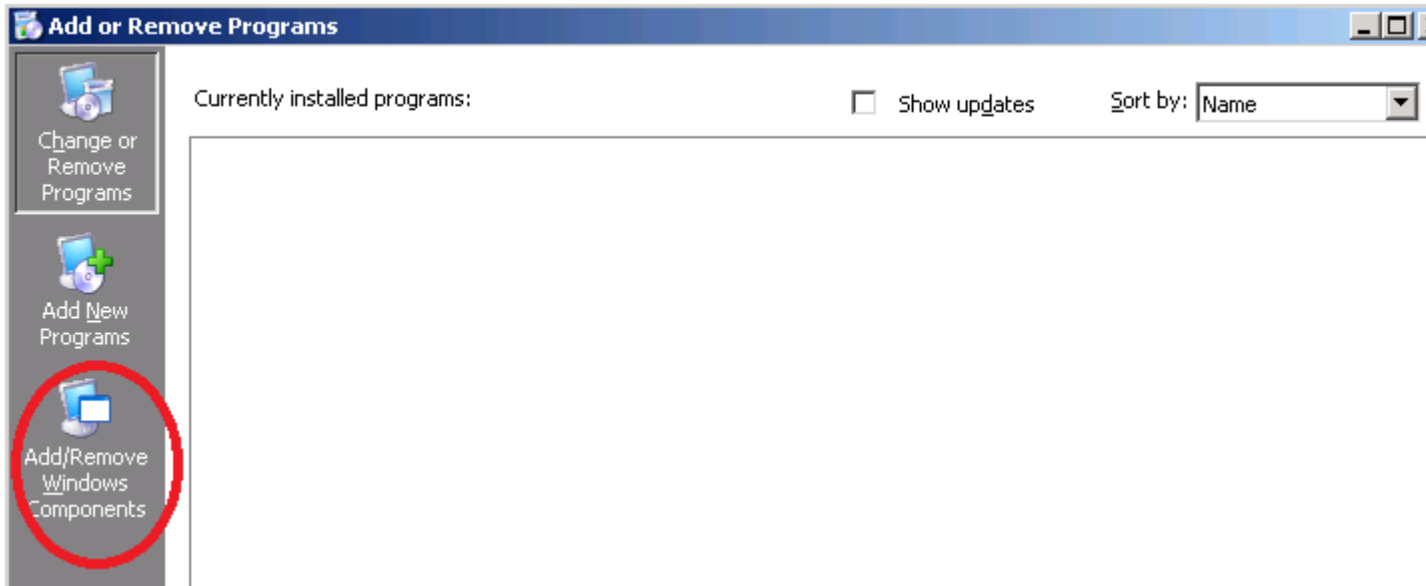 Add or Remove Programs
Change or
Remove
Programs
Currently installed programs:
Show updates
Sort by:
Name
Add New
Programs
Add/Remove
Windows
Components